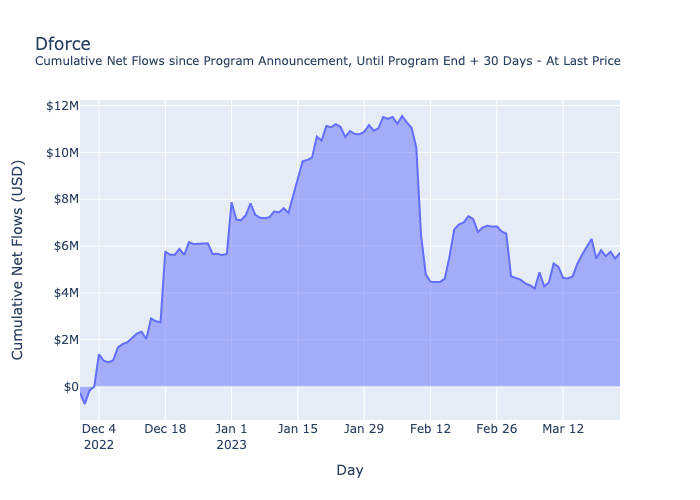 Dforce
Cumulative Net Flows since Program Announcement, Until Program End + 30 Days - At Last Price
Cumulative Net Flows (USD)
$12M
$10M
$8M
$6M
$4M
$2M
$0
Dec 4 Dec 18 Jan 1 Jan 15 Jan 29 Feb 12 Feb 26 Mar 12
2022 2023
Day